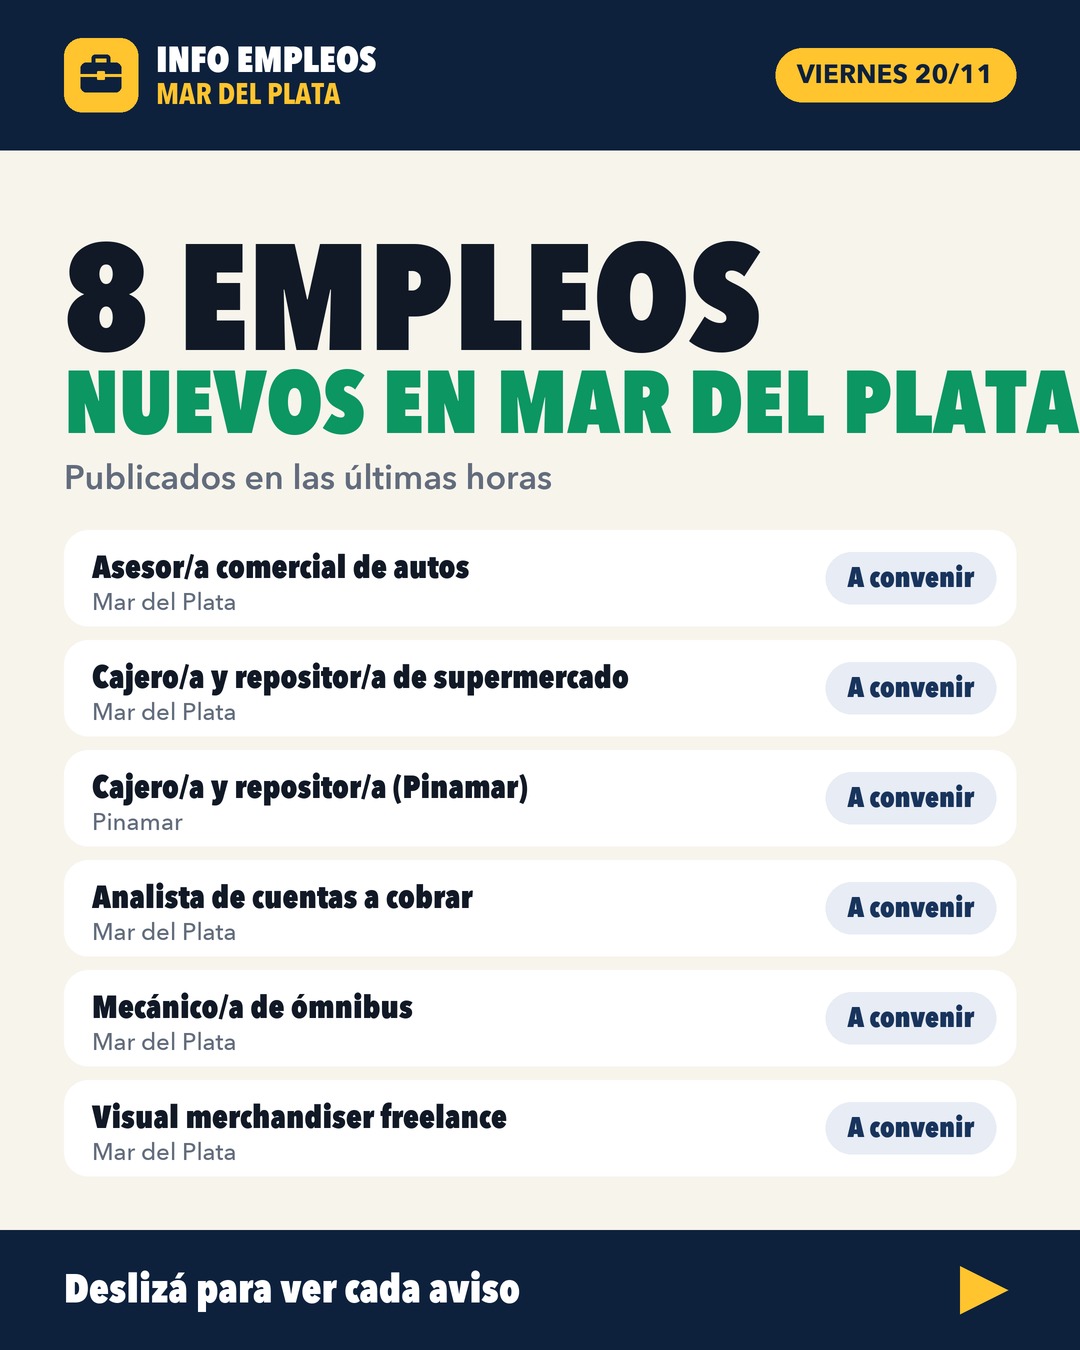 INFO EMPLEOS
MAR DEL PLATA
VIERNES 20/11
8 EMPLEOS
NUEVOS EN MAR DEL PLATA
Publicados en las últimas horas
Asesor/a comercial de autos
Mar del Plata
A convenir
Cajero/a y repositor/a de supermercado
Mar del Plata
A convenir
Cajero/a y repositor/a (Pinamar)
Pinamar
A convenir
Analista de cuentas a cobrar
Mar del Plata
A convenir
Mecánico/a de ómnibus
Mar del Plata
A convenir
Visual merchandiser freelance
Mar del Plata
A convenir
Deslizá para ver cada aviso